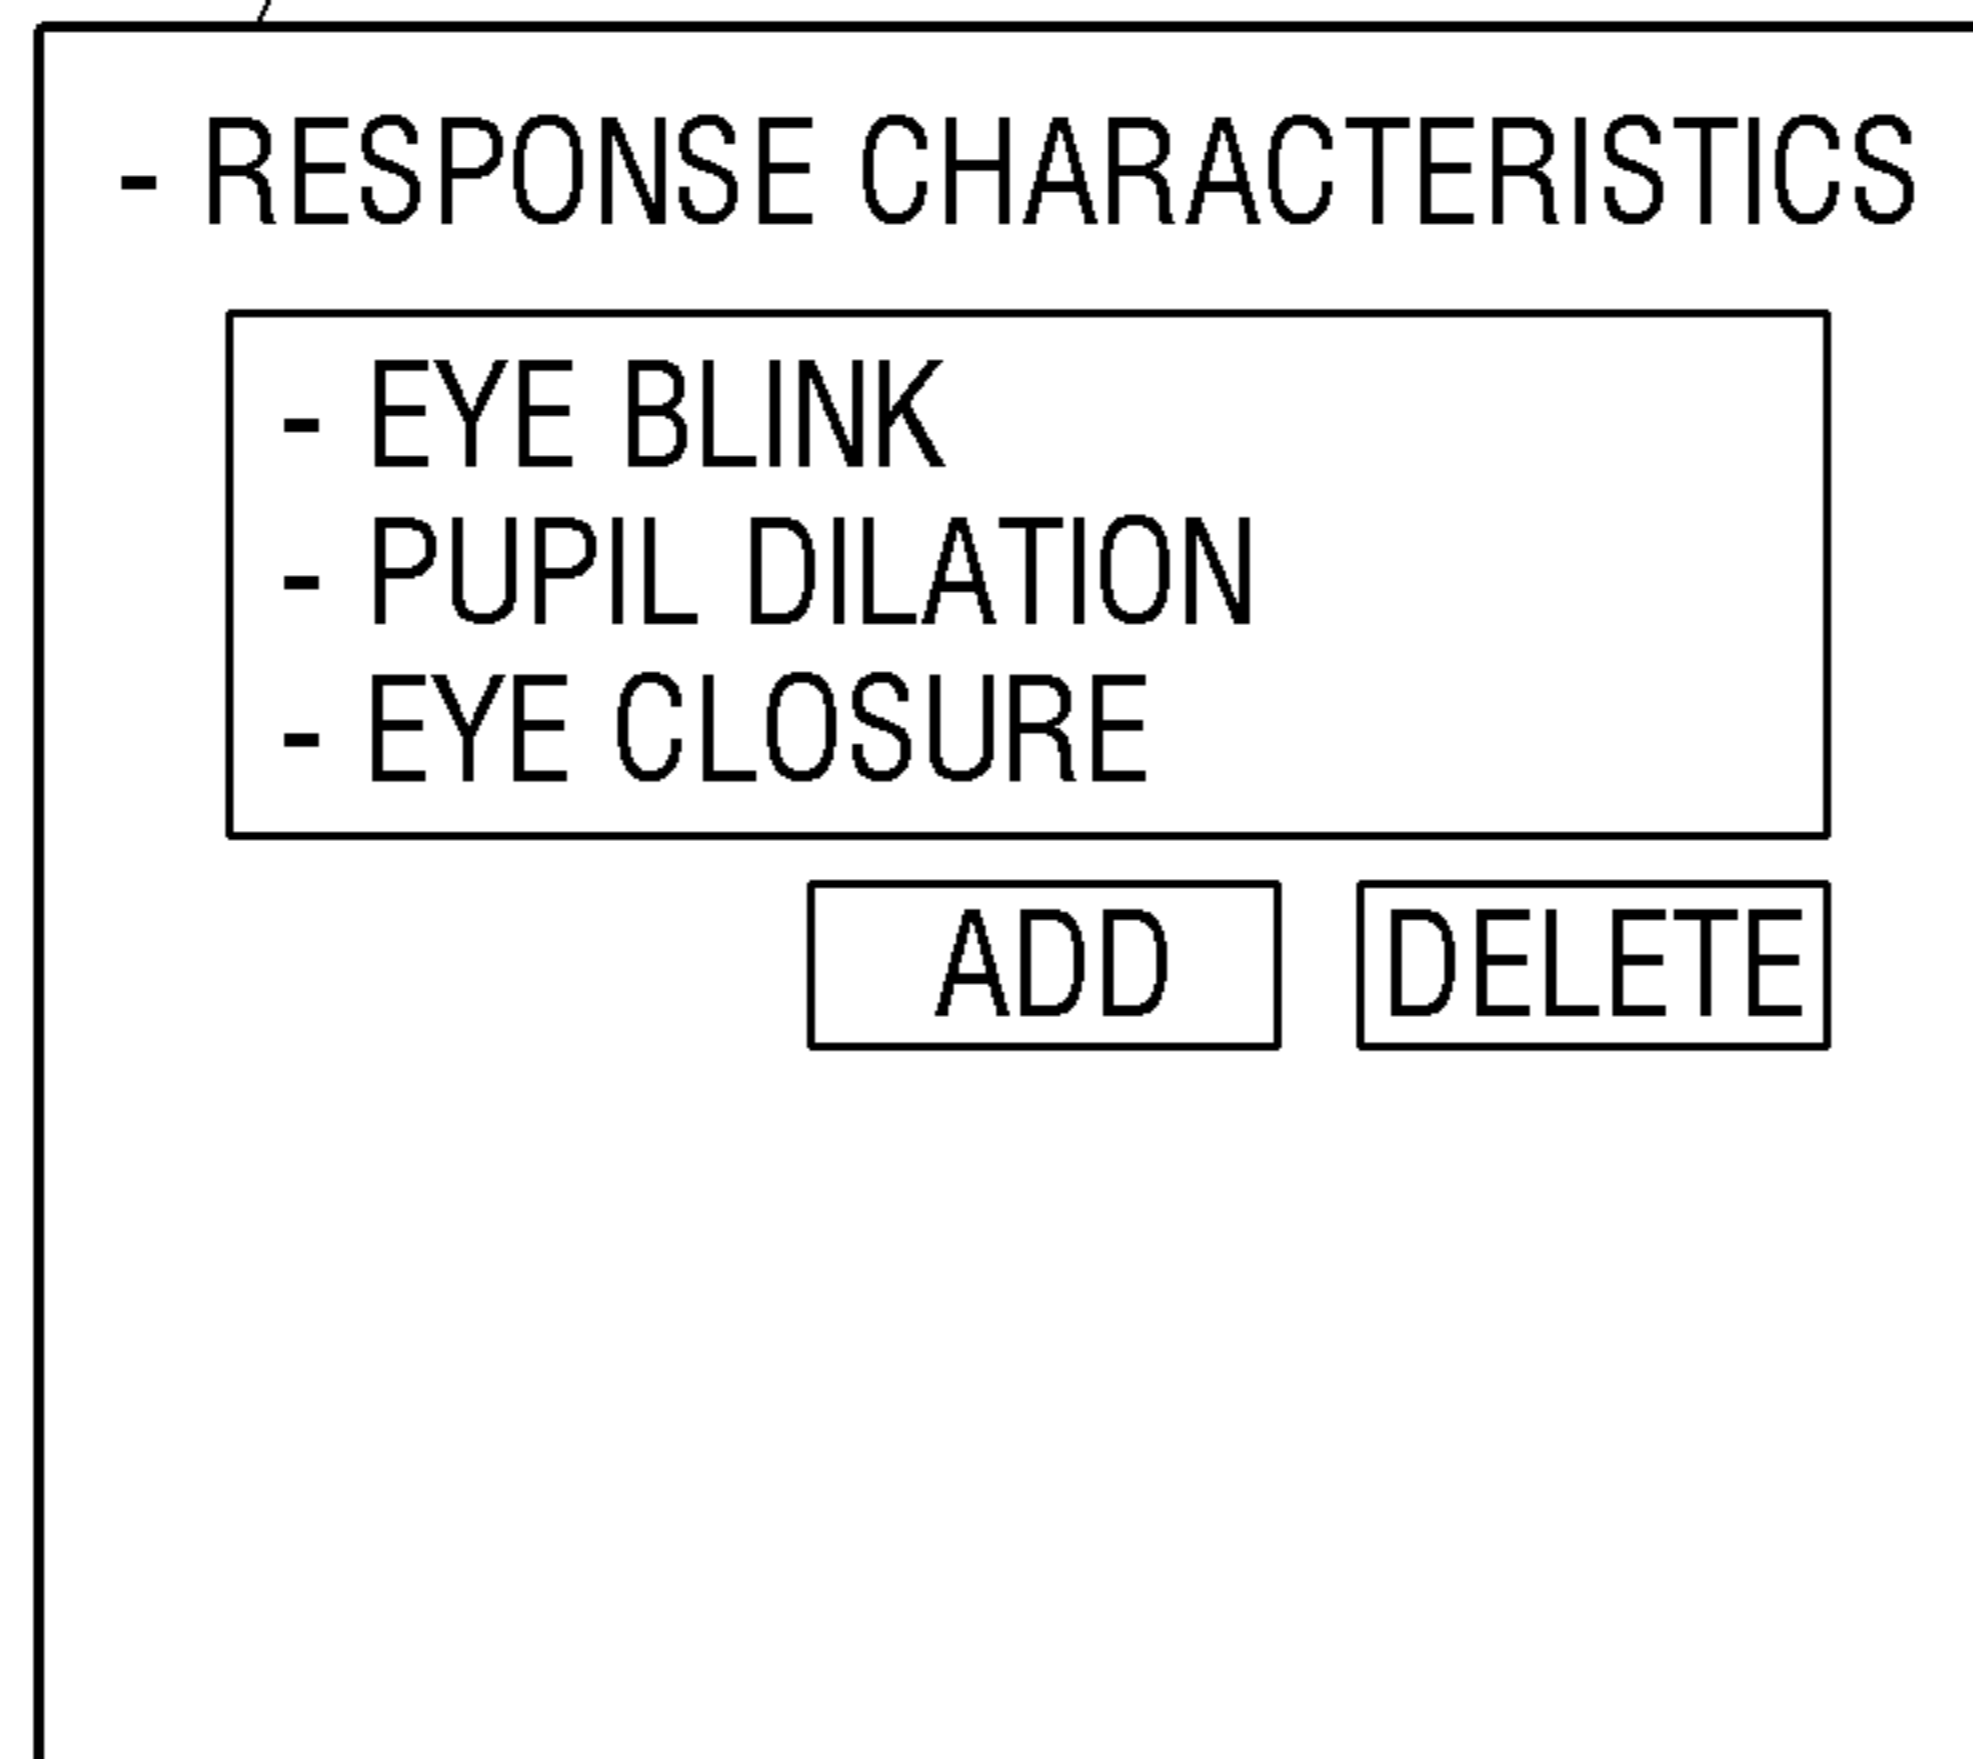 - RESPONSE CHARACTERISTICS
- EYE BLINK
- PUPIL DILATION
- EYE CLOSURE
ADD DELETE